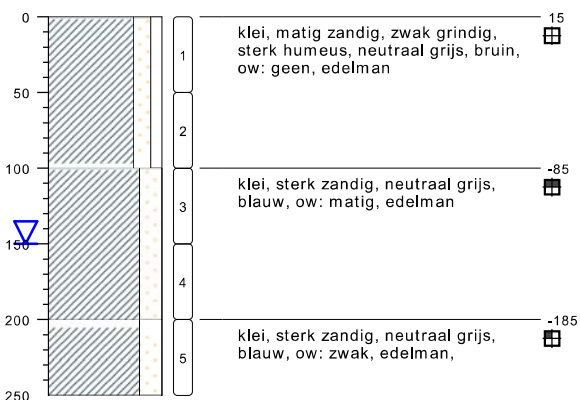 0
15
klei, matig zandig, zwak grindig,
sterk humeus, neutraal grijs, bruin,
ow: geen, edelman
1
50
2
100
-85
klei, sterk zandig, neutraal grijs,
blauw, ow: matig, edelman
3
150
4
200
-185
klei, sterk zandig, neutraal grijs,
blauw, ow: zwak, edelman,
5
250